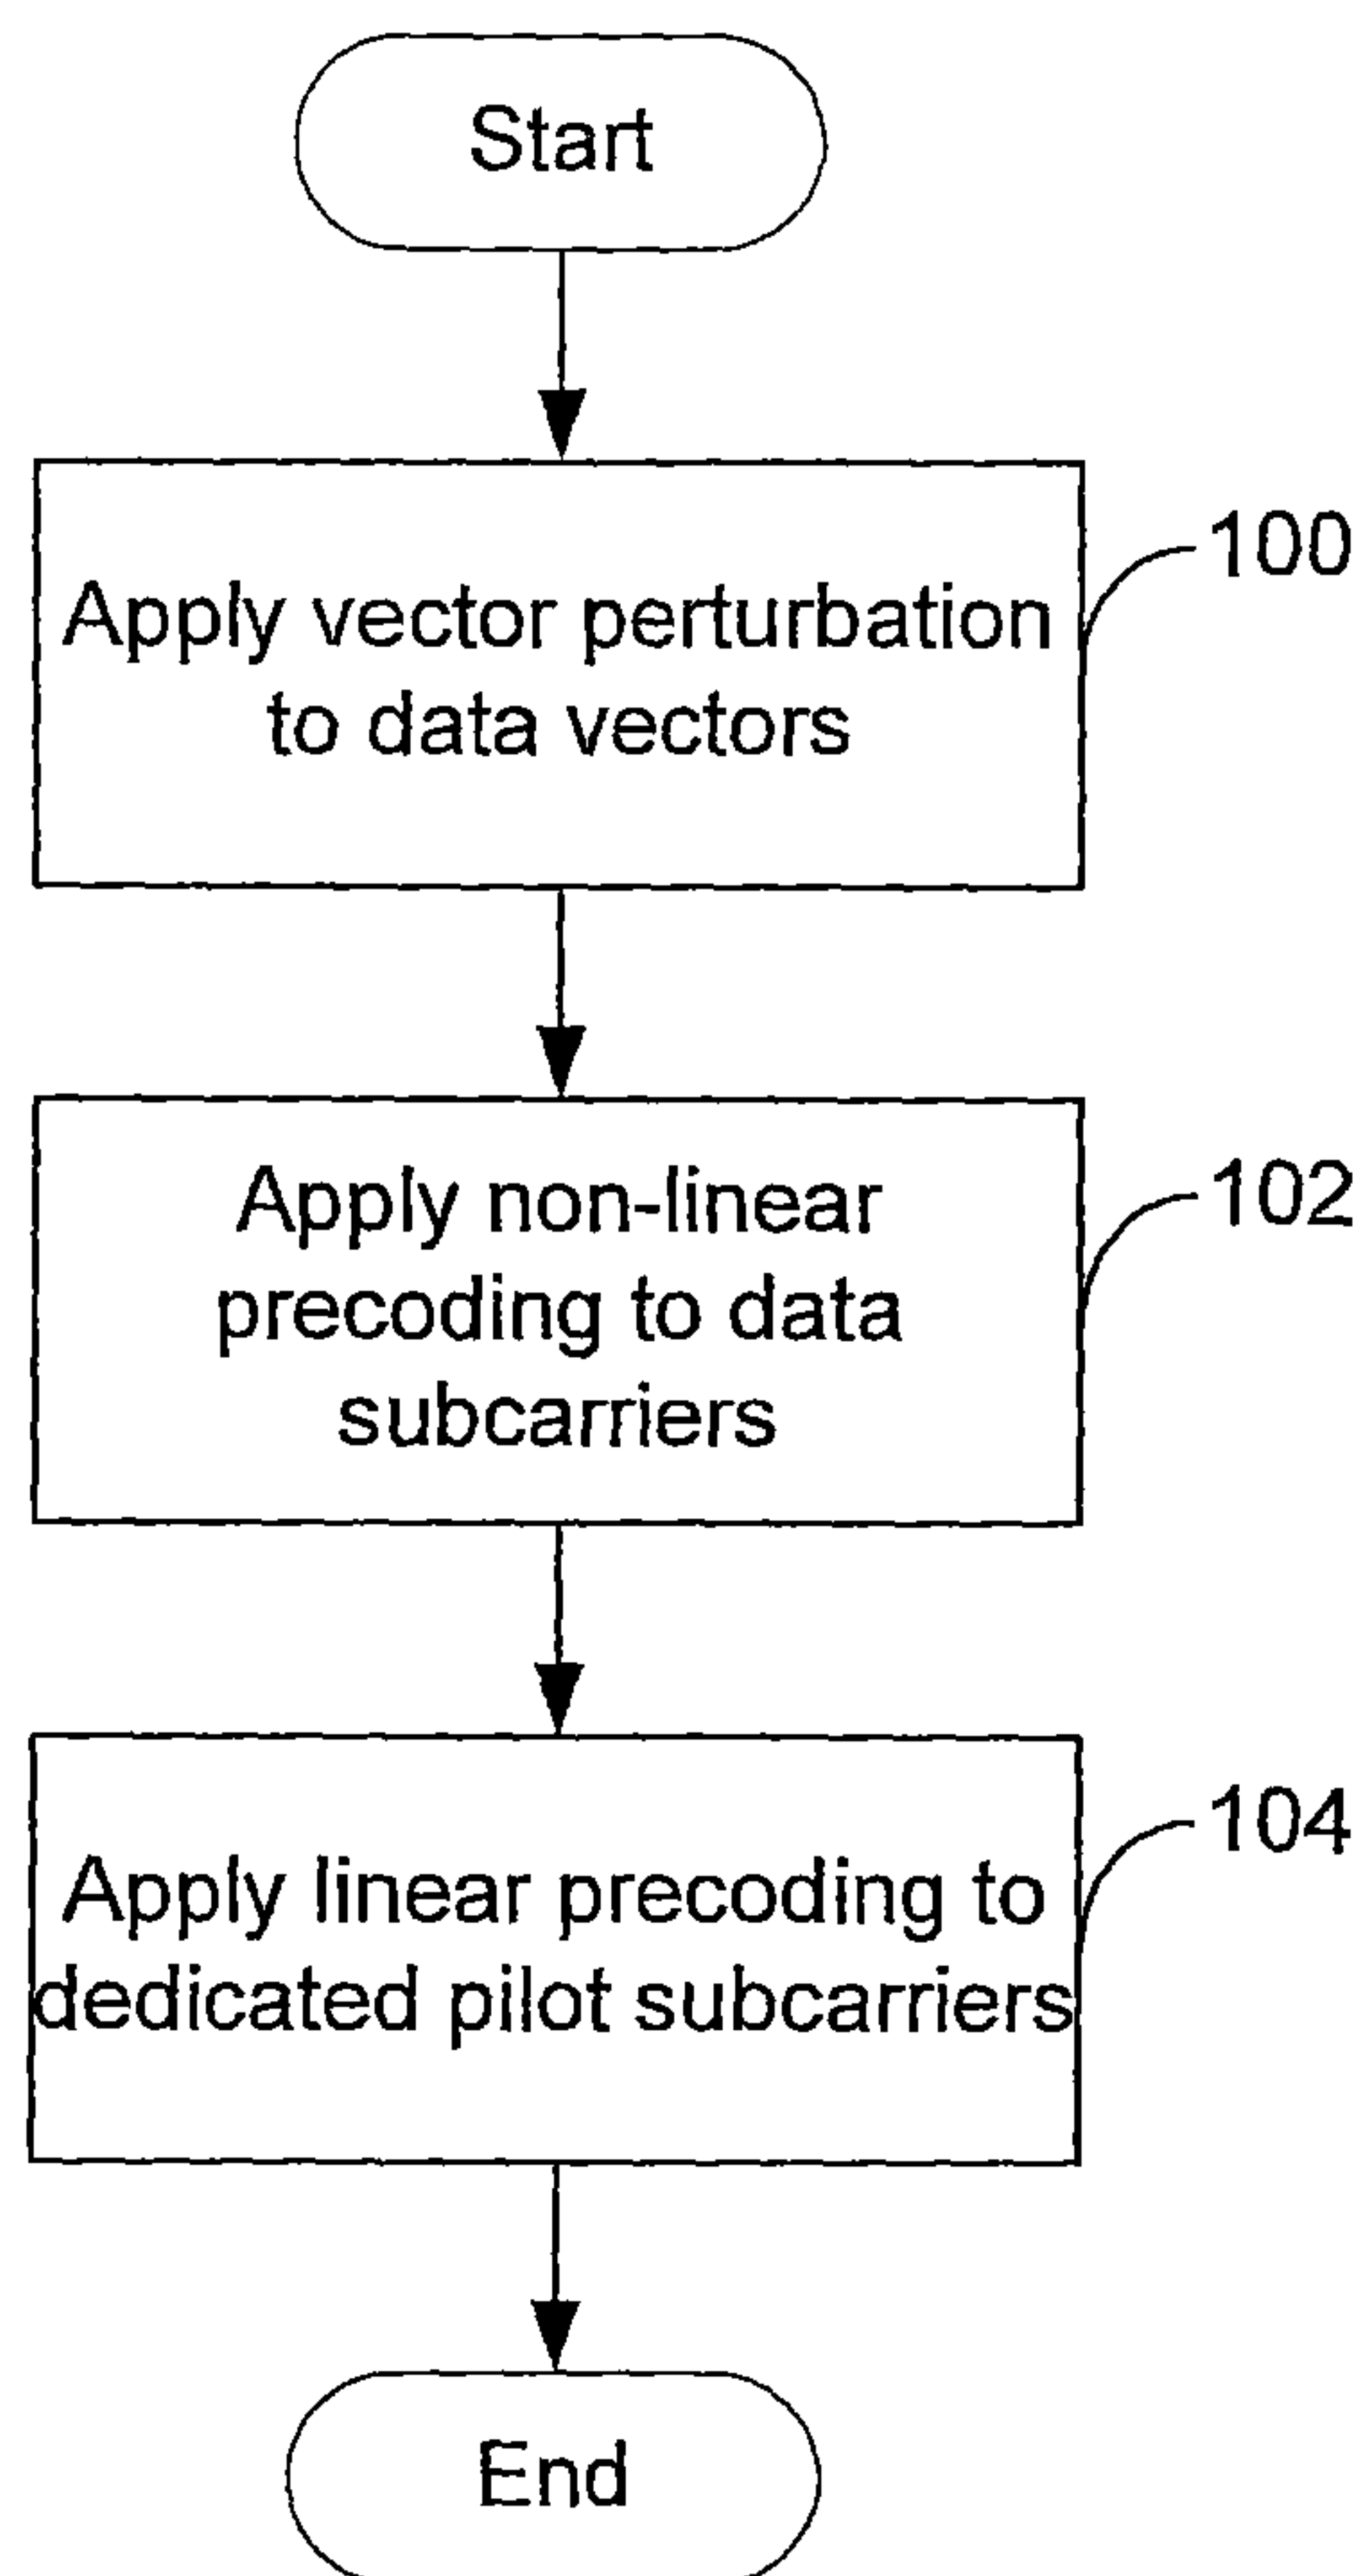 Start
Apply vector perturbation
to data vectors
100
Apply non-linear
precoding to data
subcarriers
102
Apply linear precoding to
dedicated pilot subcarriers
104
End